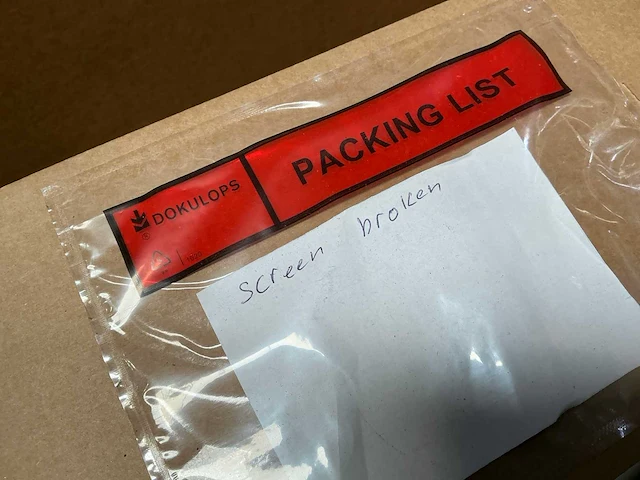 DOKULOPS
PACKING LIST
screen broken